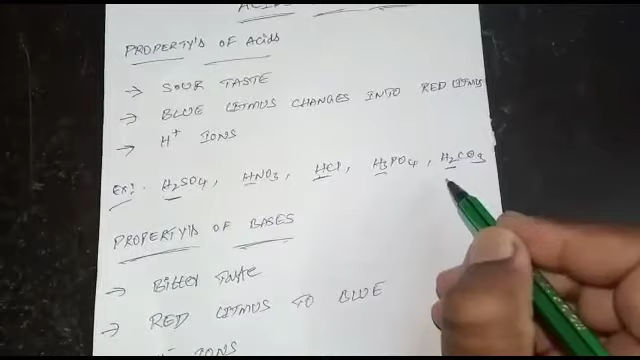 PROPERTY'S OF ACIDS
→ SOUR TASTE
→ BLUE LITMUS CHANGES INTO RED LITMUS
→ H+ IONS
Ex: H2SO4, HNO3, HCl, H3PO4, H2CO3
PROPERTY'S OF BASES
→ Bitter Taste
→ RED LITMUS TO BLUE
IONS